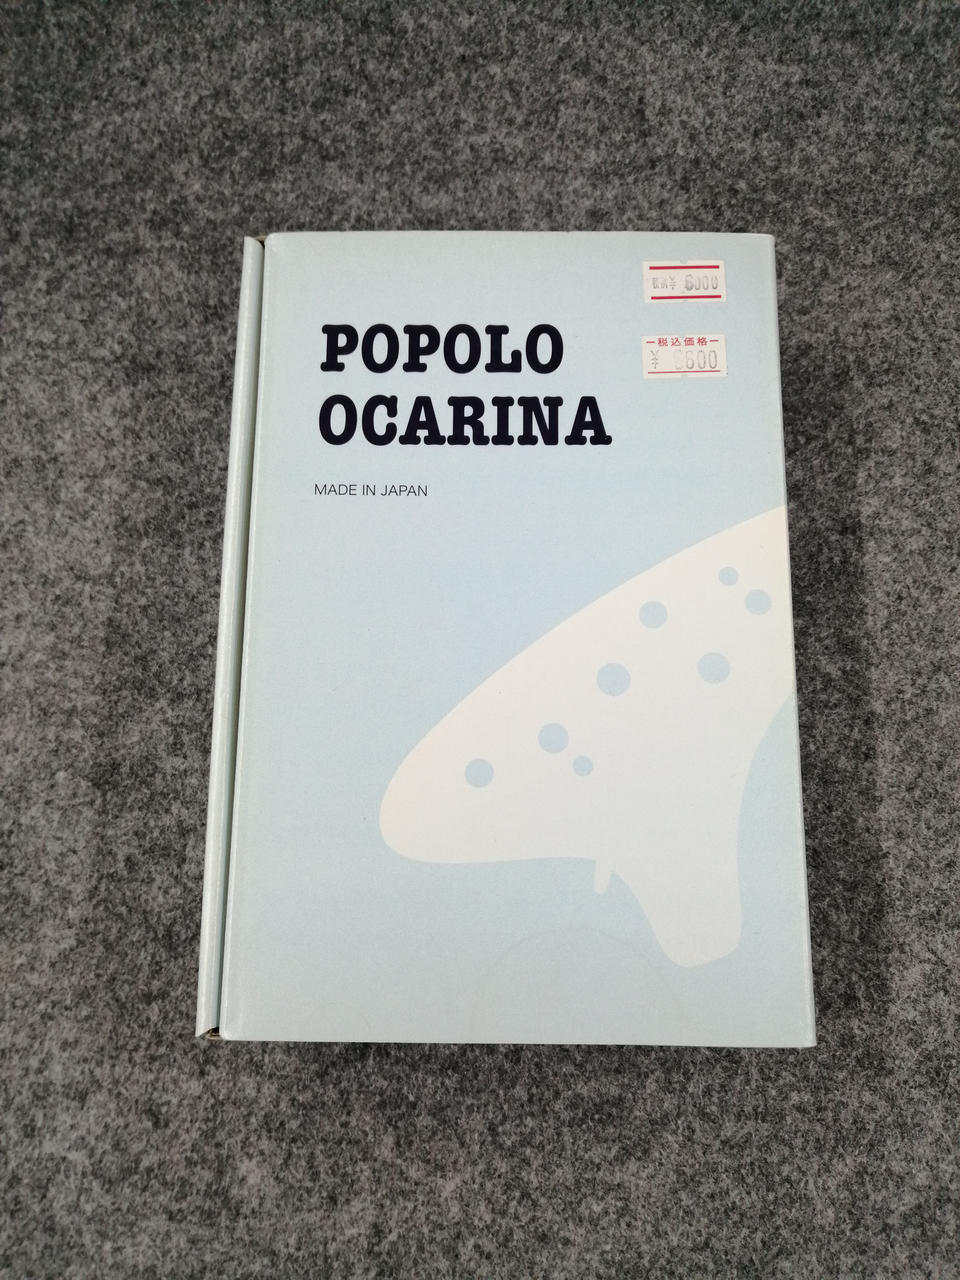 POPOLO
OCARINA
MADE IN JAPAN
6000
税込価格
6600